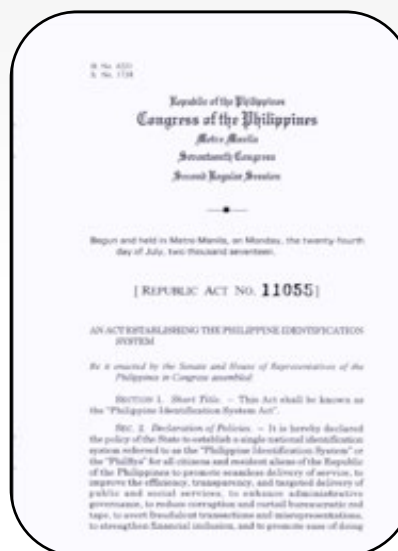 H. No. 6221
S. No. 1738
Republic of the Philippines
Congress of the Philippines
Metro Manila
Seventeenth Congress
Second Regular Session
Begun and held in Metro Manila, on Monday, the twenty-fourth
day of July, two thousand seventeen.
[ REPUBLIC ACT NO. 11055 ]
AN ACT ESTABLISHING THE PHILIPPINE IDENTIFICATION
SYSTEM
Be it enacted by the Senate and House of Representatives of the
Philippines in Congress assembled:
SECTION 1. Short Title. – This Act shall be known as
the "Philippine Identification System Act".
SEC. 2. Declaration of Policies. – It is hereby declared
the policy of the State to establish a single national identification
system referred to as the "Philippine Identification System" or
the "PhilSys" for all citizens and resident aliens of the Republic
of the Philippines to promote seamless delivery of service, to
improve the efficiency, transparency, and targeted delivery of
public and social services, to enhance administrative
governance, to reduce corruption and curtail bureaucratic red
tape, to avert fraudulent transactions and misrepresentations,
to strengthen financial inclusion, and to promote ease of doing